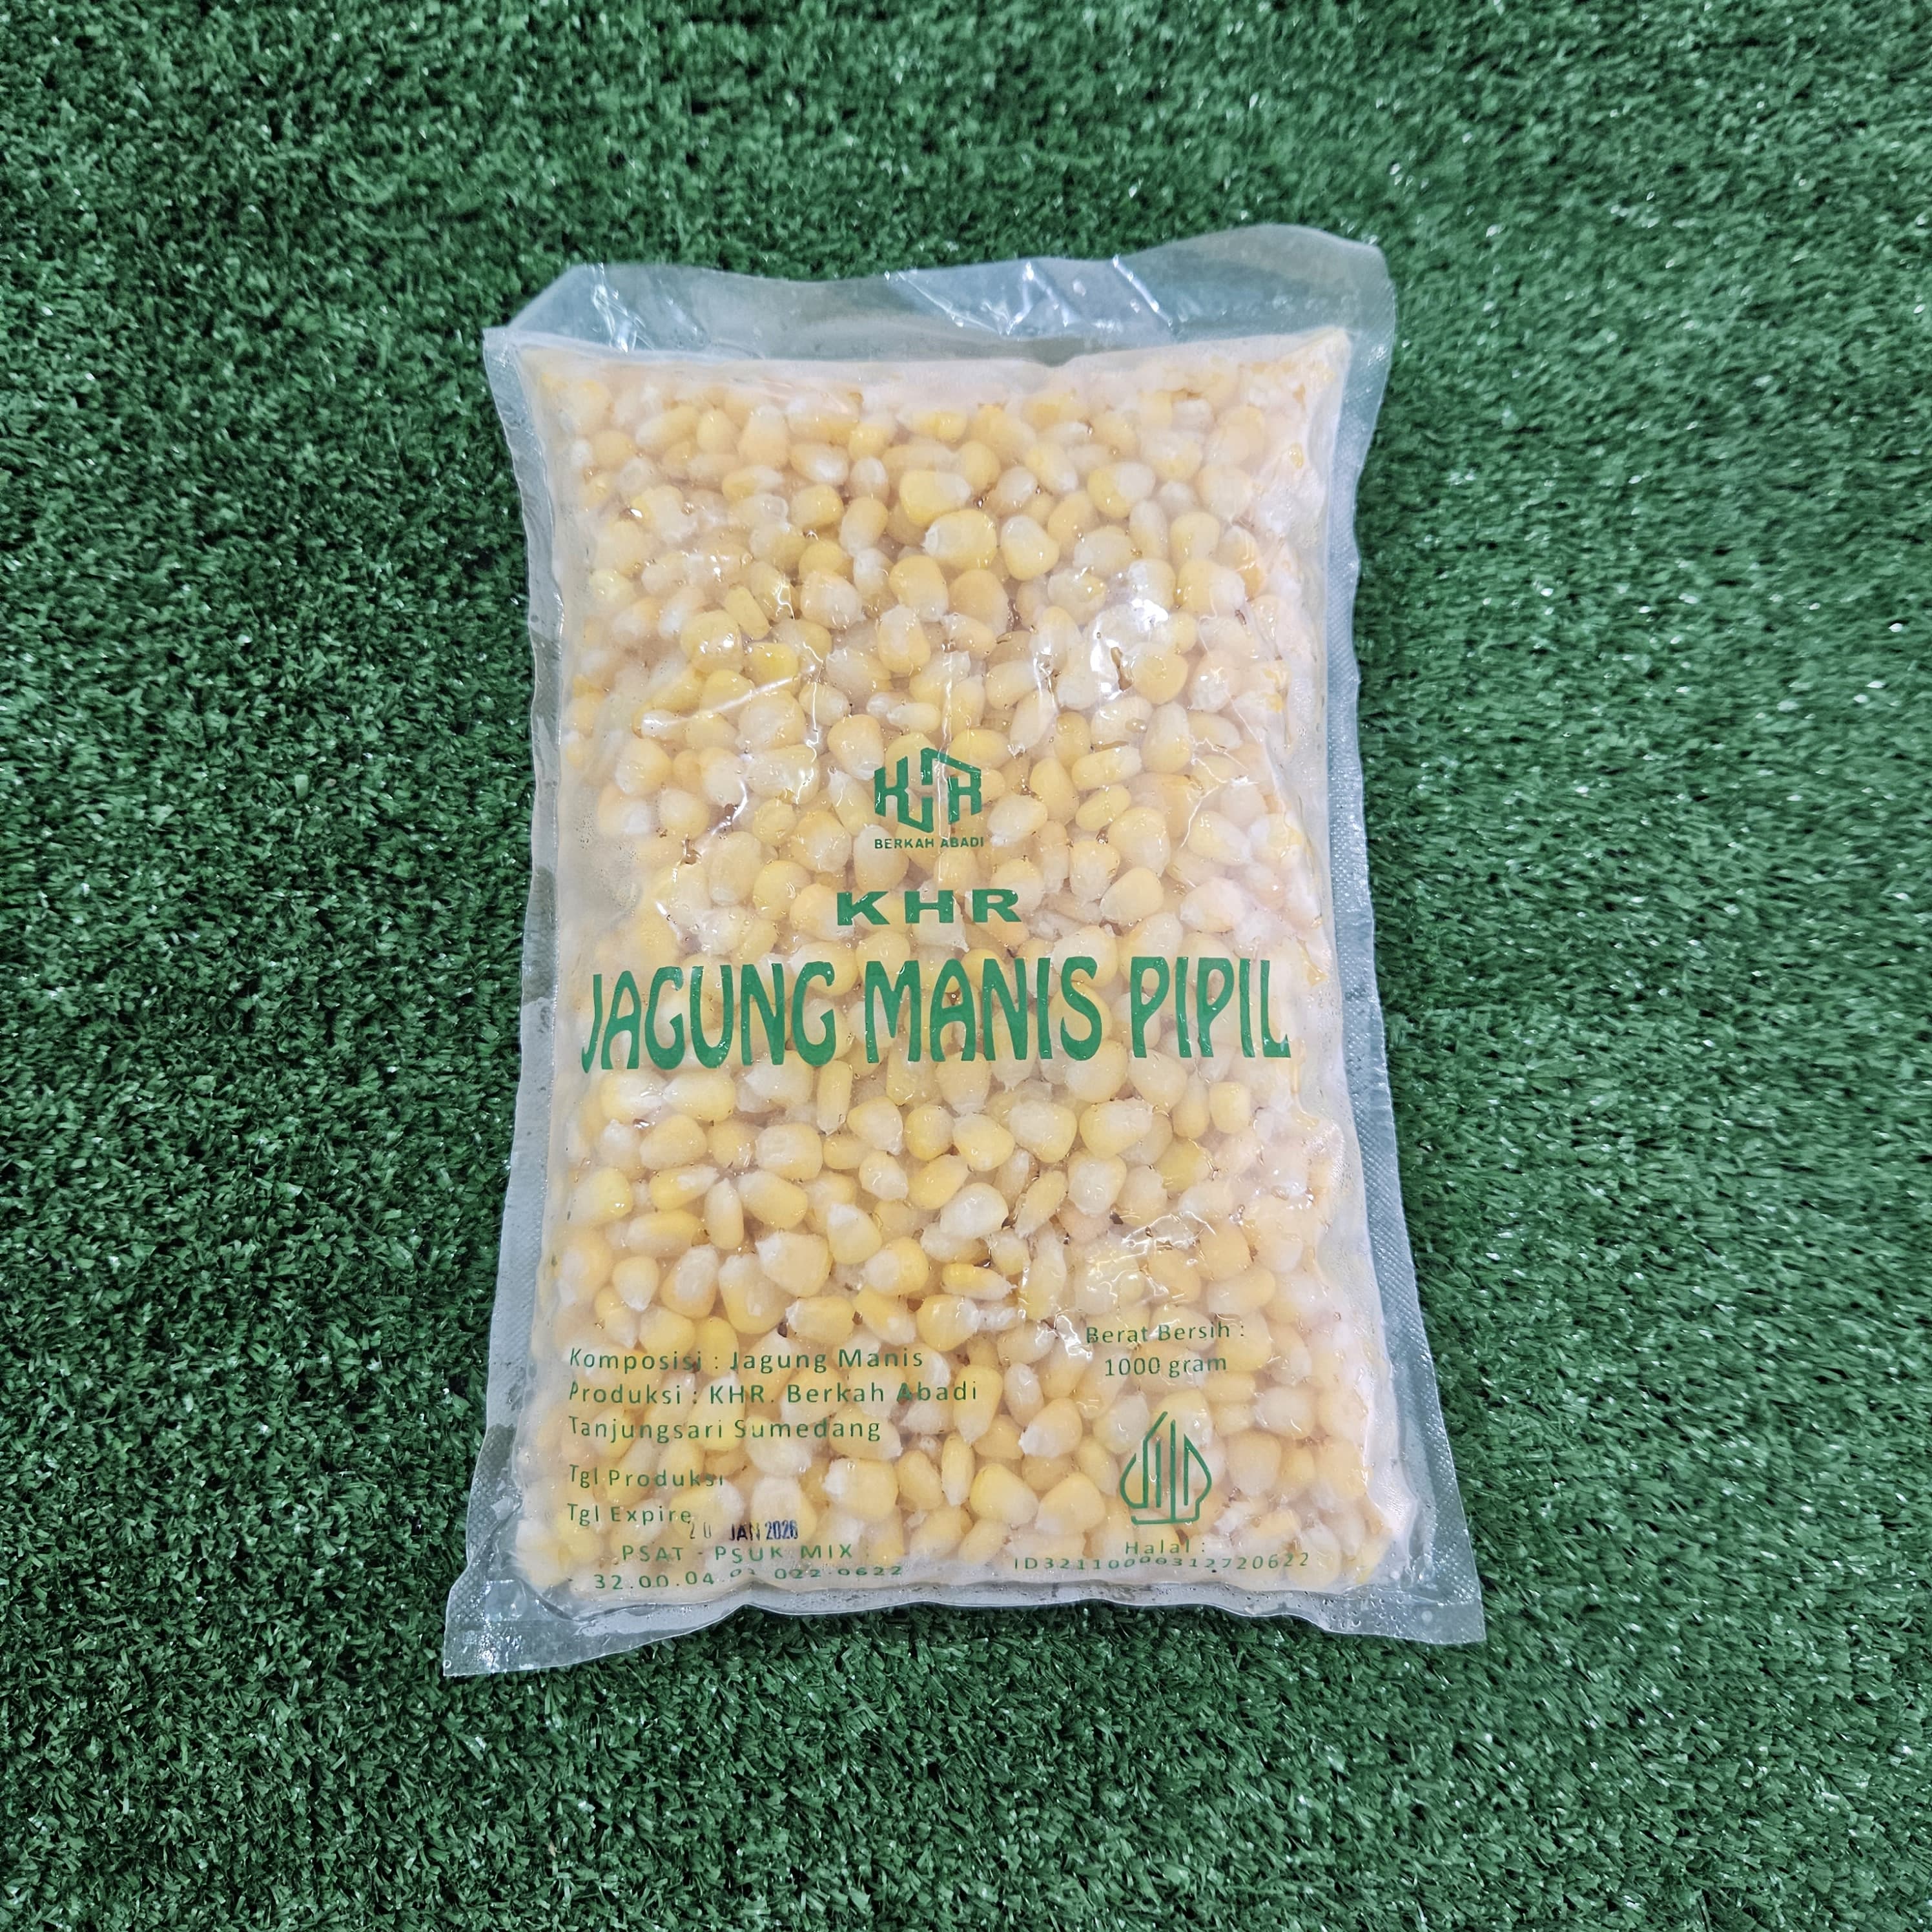 KHR
BERKAH ABADI
KHR
JAGUNG MANIS PIPIL
Komposisi : Jagung Manis
Produksi : KHR. Berkah Abadi
Tanjungsari Sumedang
Tgl Produksi
Tgl Expire
20 JAN 2026
PSAT - PSUK MIX
Berat Bersih :
1000 gram
Halal :